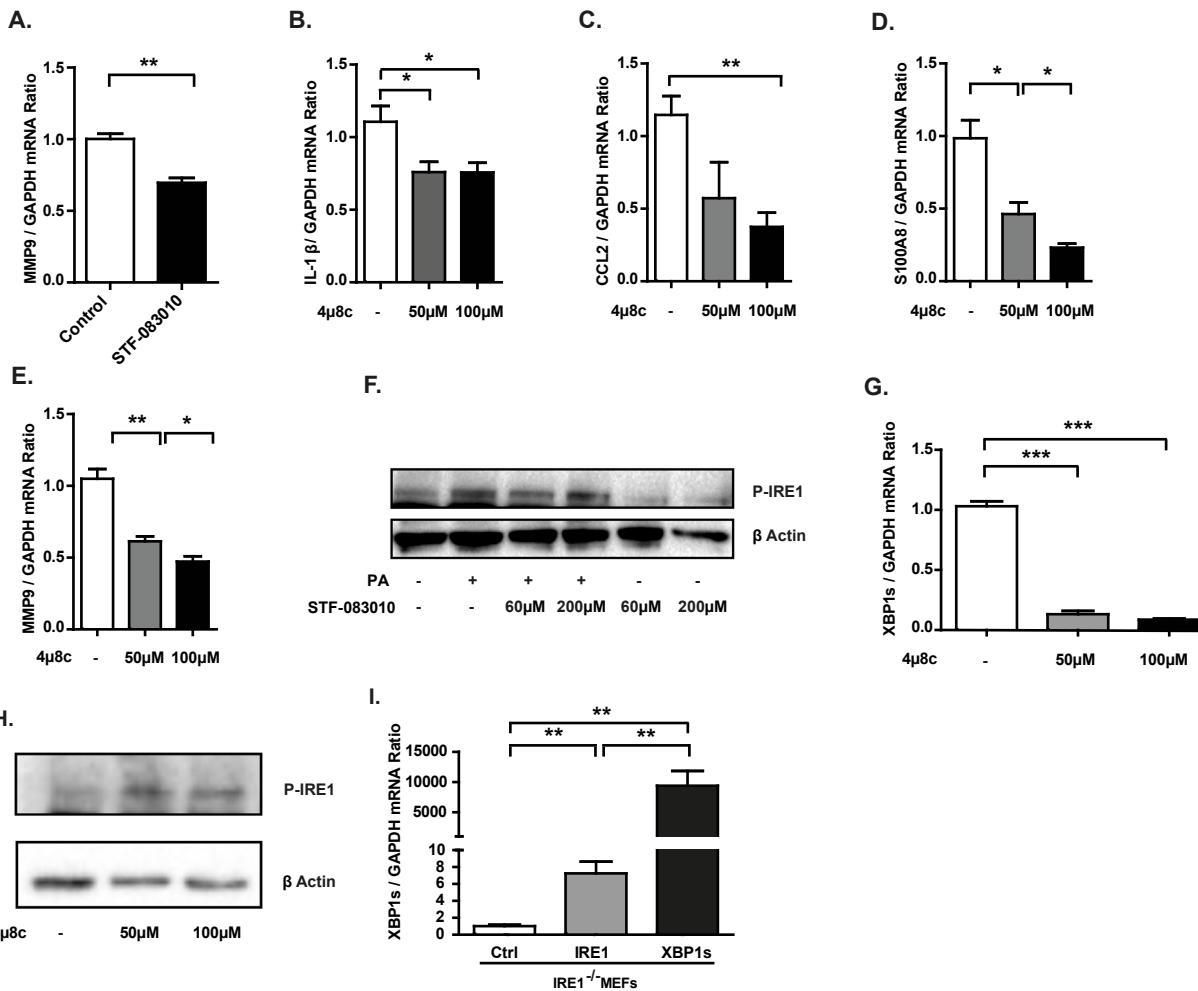 A.
**
MMP9 / GAPDH mRNA Ratio
1.5
1.0
0.5
0.0
Control
STF-083010
B.
*
*
IL-1 β/ GAPDH mRNA Ratio
1.5
1.0
0.5
0.0
4µ8c - 50µM 100µM
C.
**
CCL2 / GAPDH mRNA Ratio
1.5
1.0
0.5
0.0
4µ8c - 50µM 100µM
D.
* *
S100A8 / GAPDH mRNA Ratio
1.5
1.0
0.5
0.0
4µ8c - 50µM 100µM
E.
** *
MMP9 / GAPDH mRNA Ratio
1.5
1.0
0.5
0.0
4µ8c - 50µM 100µM
F.
P-IRE1
β Actin
PA - + + + - -
STF-083010 - - 60µM 200µM 60µM 200µM
G.
***
***
XBP1s / GAPDH mRNA Ratio
1.5
1.0
0.5
0.0
4µ8c - 50µM 100µM
H.
P-IRE1
β Actin
µ8c - 50µM 100µM
I.
**
** **
XBP1s / GAPDH mRNA Ratio
15000
10000
5000
8
6
4
2
0
Ctrl IRE1 XBP1s
IRE1-/-MEFs